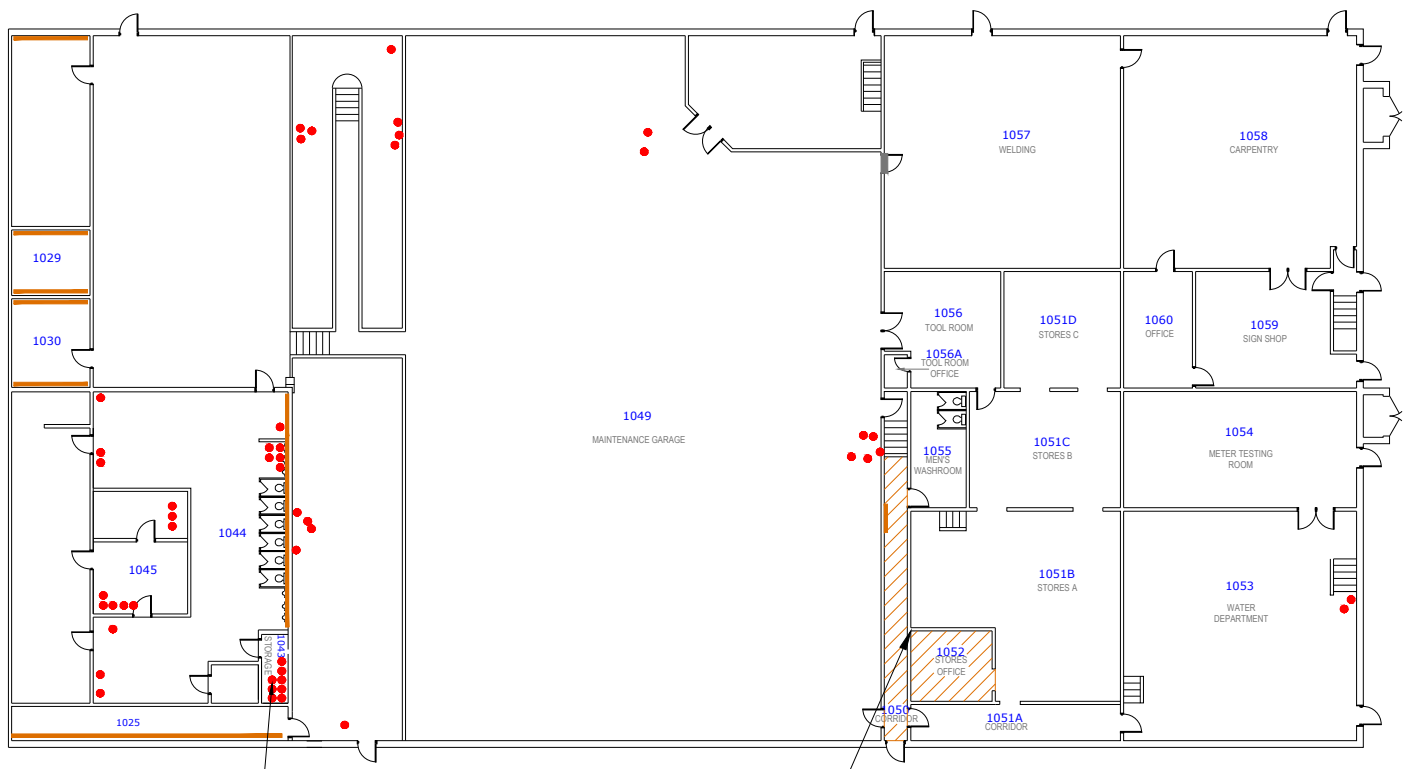 1057
WELDING
1058
CARPENTRY
1029
1030
1056
TOOL ROOM
1051D
STORES C
1060
OFFICE
1059
SIGN SHOP
1056A
TOOL ROOM
OFFICE
1049
MAINTENANCE GARAGE
1055
MEN'S
WASHROOM
1051C
STORES B
1054
METER TESTING
ROOM
1044
1045
1051B
STORES A
1053
WATER
DEPARTMENT
1043
STORAGE
1052
STORES
OFFICE
1050
CORRIDOR
1051A
CORRIDOR
1025